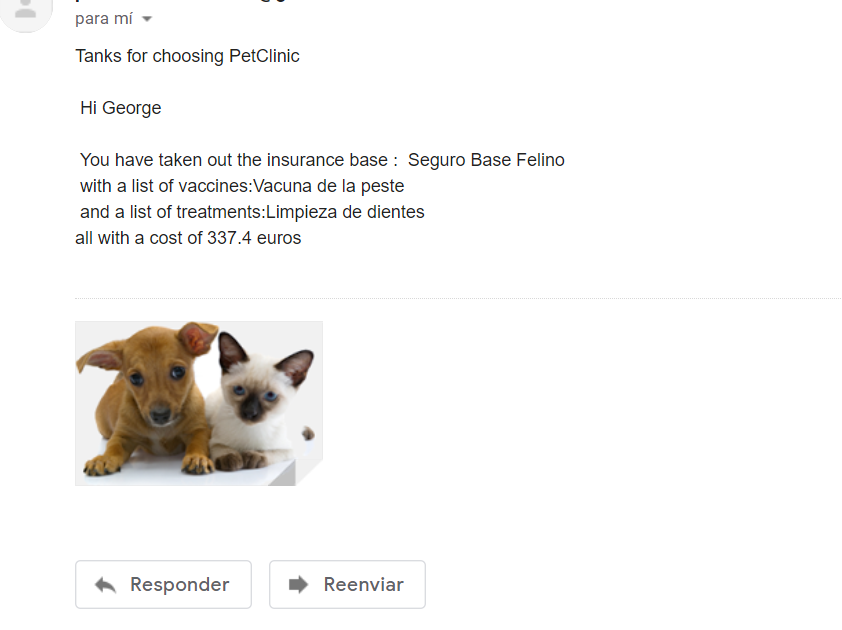 para mí
Tanks for choosing PetClinic
Hi George
You have taken out the insurance base : Seguro Base Felino
with a list of vaccines:Vacuna de la peste
and a list of treatments:Limpieza de dientes
all with a cost of 337.4 euros
Responder
Reenviar